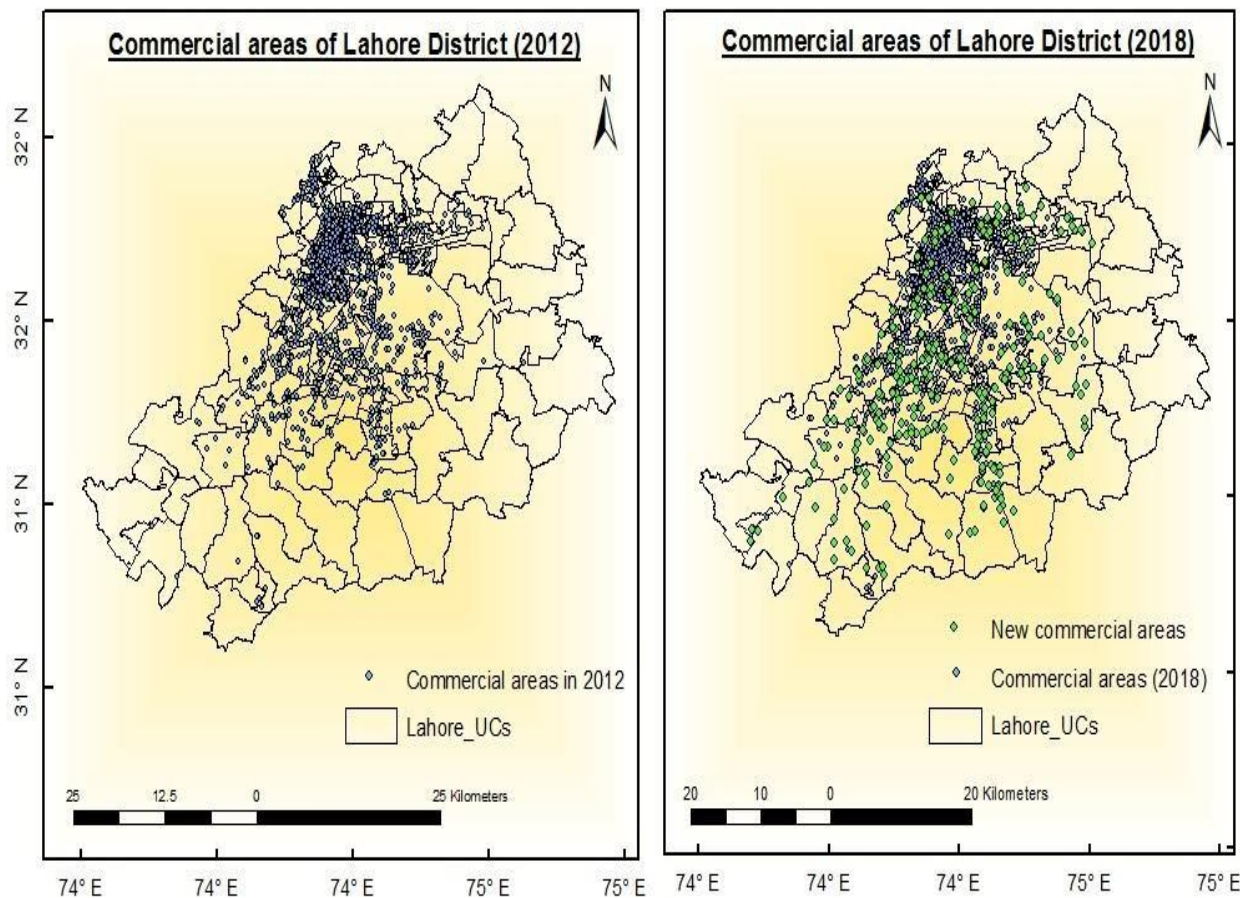 Commercial areas of Lahore District (2012)
N
32° N
32° N
31° N
31° N
Commercial areas in 2012
Lahore_UCs
25 12.5 0 25 Kilometers
74° E 74° E 74° E 75° E 75° E
Commercial areas of Lahore District (2018)
N
New commercial areas
Commercial areas (2018)
Lahore_UCs
20 10 0 20 Kilometers
74° E 74° E 74° E 75° E 75° E